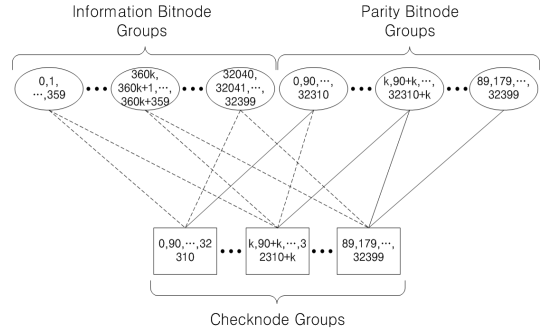 Information Bitnode
Groups
Parity Bitnode
Groups
0,1,
⋯,359
360k,
360k+1,⋯,
360k+359
32040,
32041,⋯,
32399
0,90,⋯,
32310
k,90+k,⋯,
32310+k
89,179,⋯,
32399
0,90,⋯,32
310
k,90+k,⋯,3
2310+k
89,179,⋯,
32399
Checknode Groups